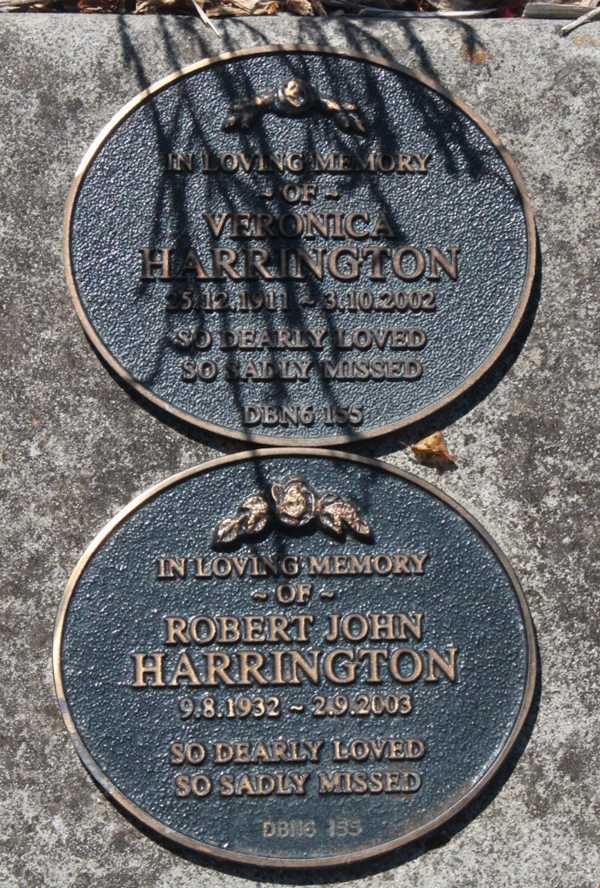 IN LOVING MEMORY
~ OF ~
VERONICA
HARRINGTON
25.12.1911 ~ 3.10.2002
SO DEARLY LOVED
SO SADLY MISSED
DBN6 155
IN LOVING MEMORY
~ OF ~
ROBERT JOHN
HARRINGTON
9.8.1932 ~ 2.9.2003
SO DEARLY LOVED
SO SADLY MISSED
DBN6 155